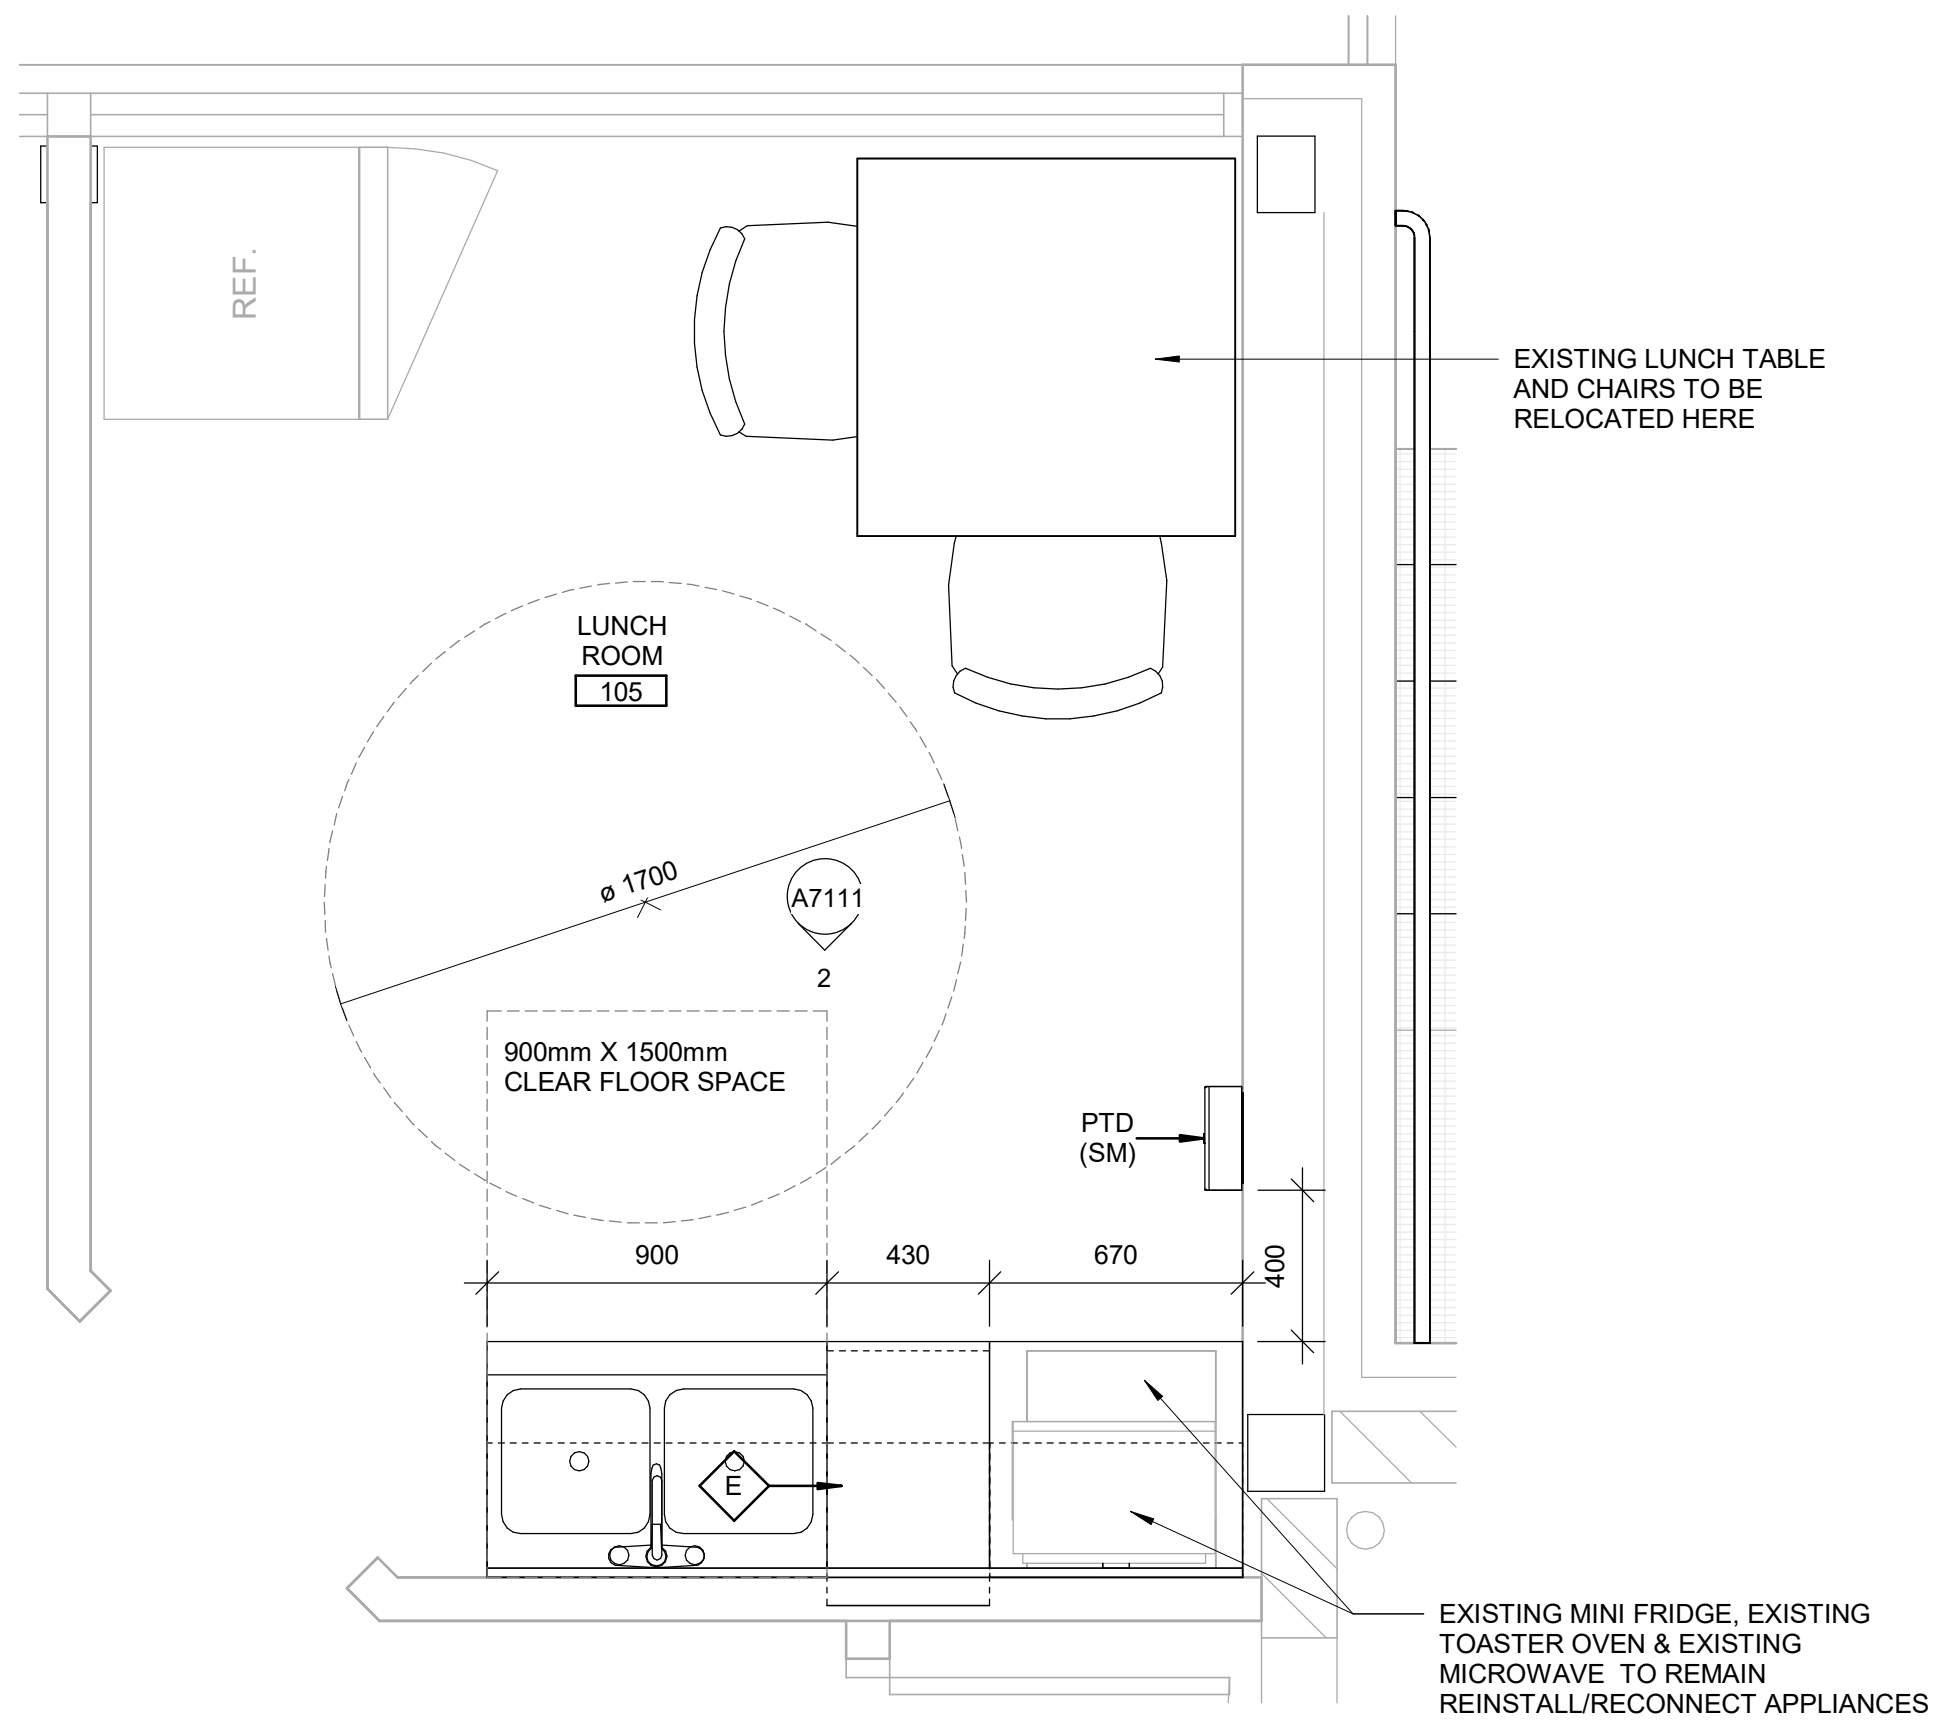 REF.
EXISTING LUNCH TABLE
AND CHAIRS TO BE
RELOCATED HERE
LUNCH
ROOM
105
ø 1700
A7111
2
900mm X 1500mm
CLEAR FLOOR SPACE
PTD
(SM)
900
430
670
400
E
EXISTING MINI FRIDGE, EXISTING
TOASTER OVEN & EXISTING
MICROWAVE TO REMAIN
REINSTALL/RECONNECT APPLIANCES